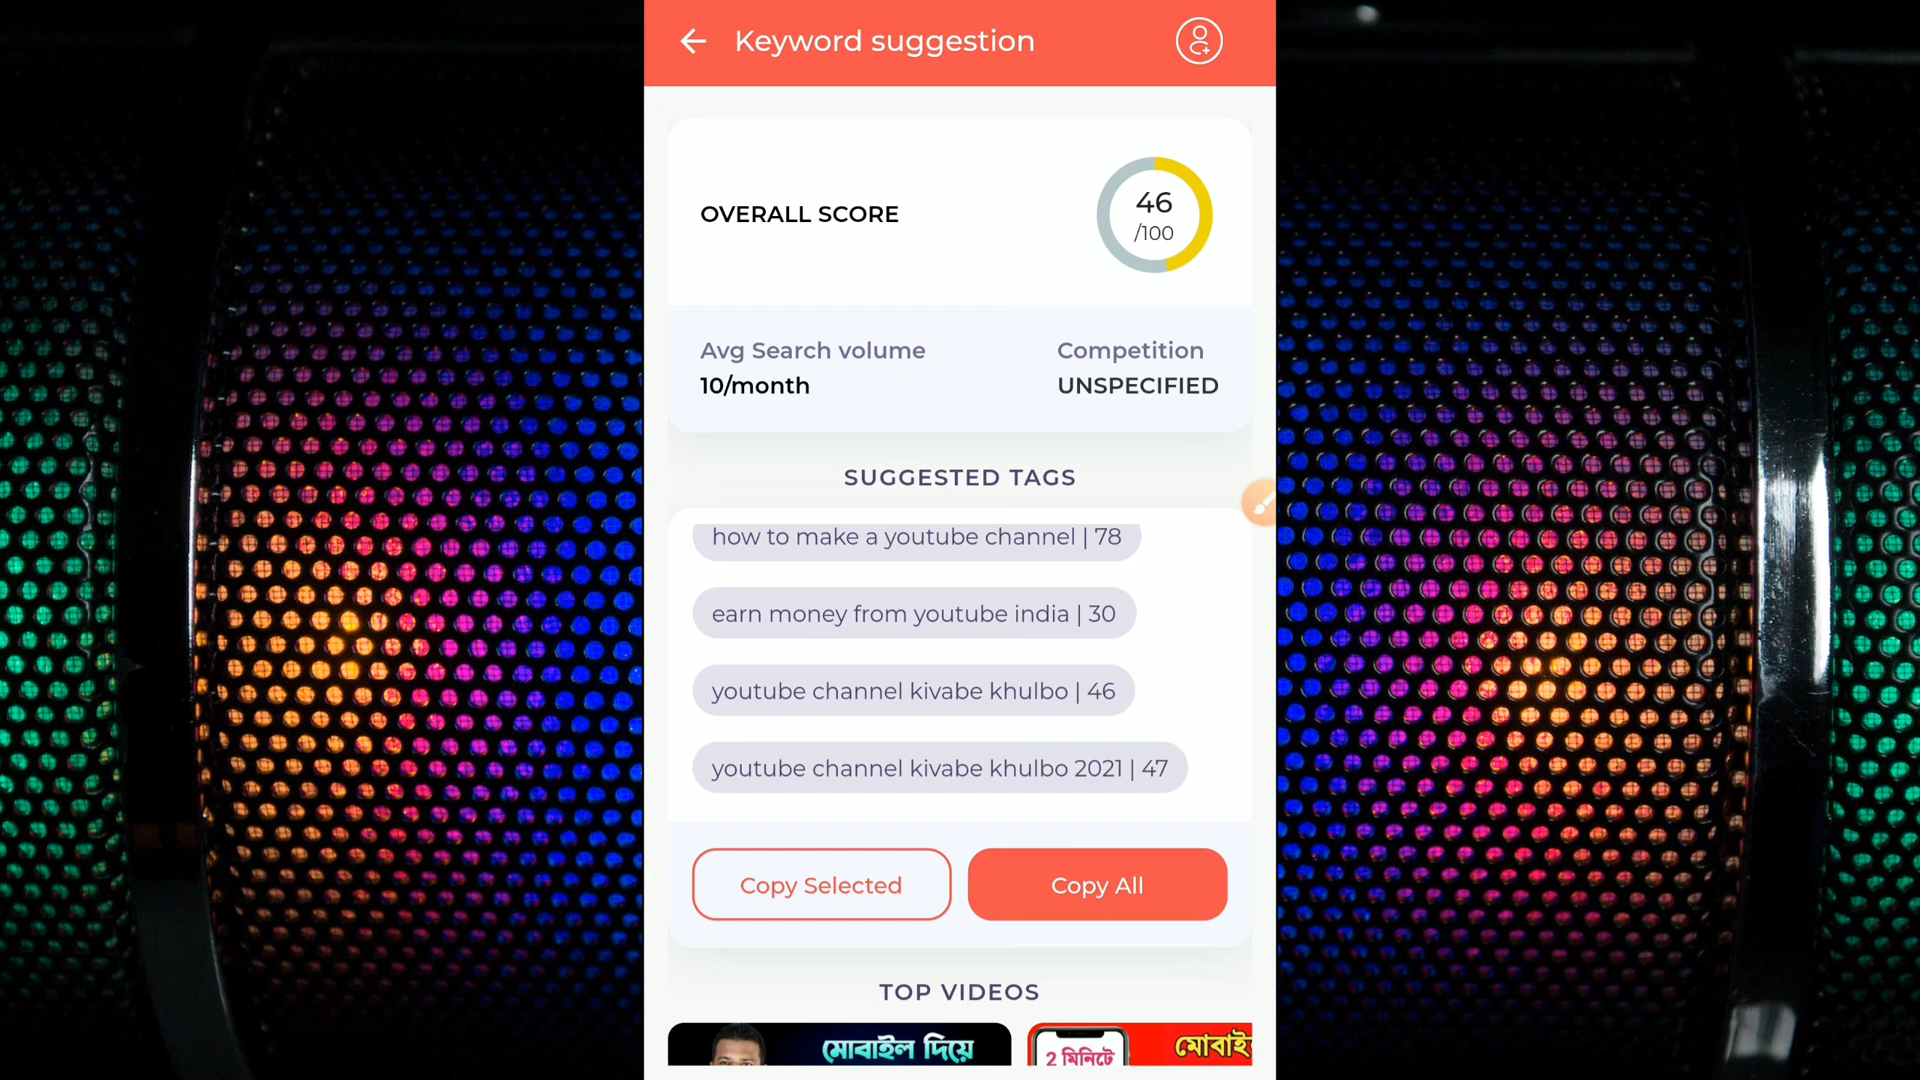 Keyword suggestion
OVERALL SCORE
46
/100
Avg Search volume
Competition
10/month
UNSPECIFIED
SUGGESTED TAGS
how to make a youtube channel | 78
earn money from youtube india | 30
youtube channel kivabe khulbo | 46
youtube channel kivabe khulbo 2021 | 47
Copy Selected
Copy All
TOP VIDEOS
মোবাইল দিয়ে
2 মিনিটে